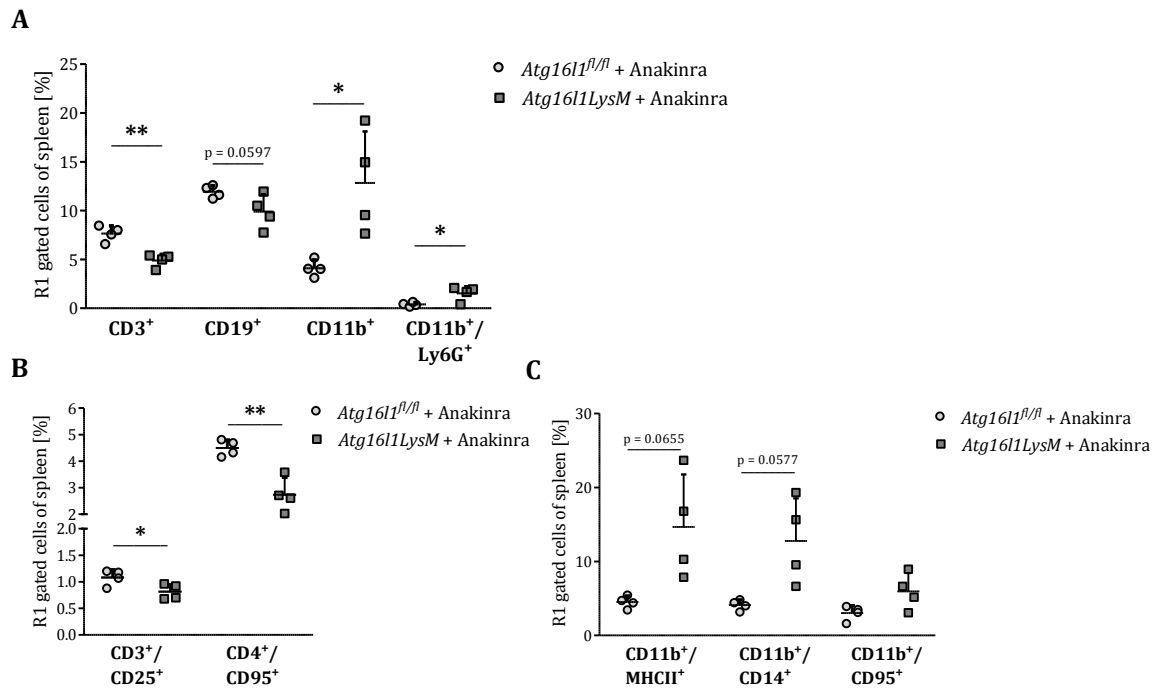 A
R1 gated cells of spleen [%]
25
20
15
10
5
0
**
p = 0.0597
*
*
Atg16l1fl/fl + Anakinra
Atg16l1LysM + Anakinra
CD3+
CD19+
CD11b+
CD11b+/
Ly6G+
B
R1 gated cells of spleen [%]
6
5
4
3
2
2.0
1.5
1.0
0.5
0.0
*
**
Atg16l1fl/fl + Anakinra
Atg16l1LysM + Anakinra
CD3+/
CD25+
CD4+/
CD95+
C
R1 gated cells of spleen [%]
30
20
10
0
p = 0.0655
p = 0.0577
Atg16l1fl/fl + Anakinra
Atg16l1LysM + Anakinra
CD11b+/
MHCII+
CD11b+/
CD14+
CD11b+/
CD95+